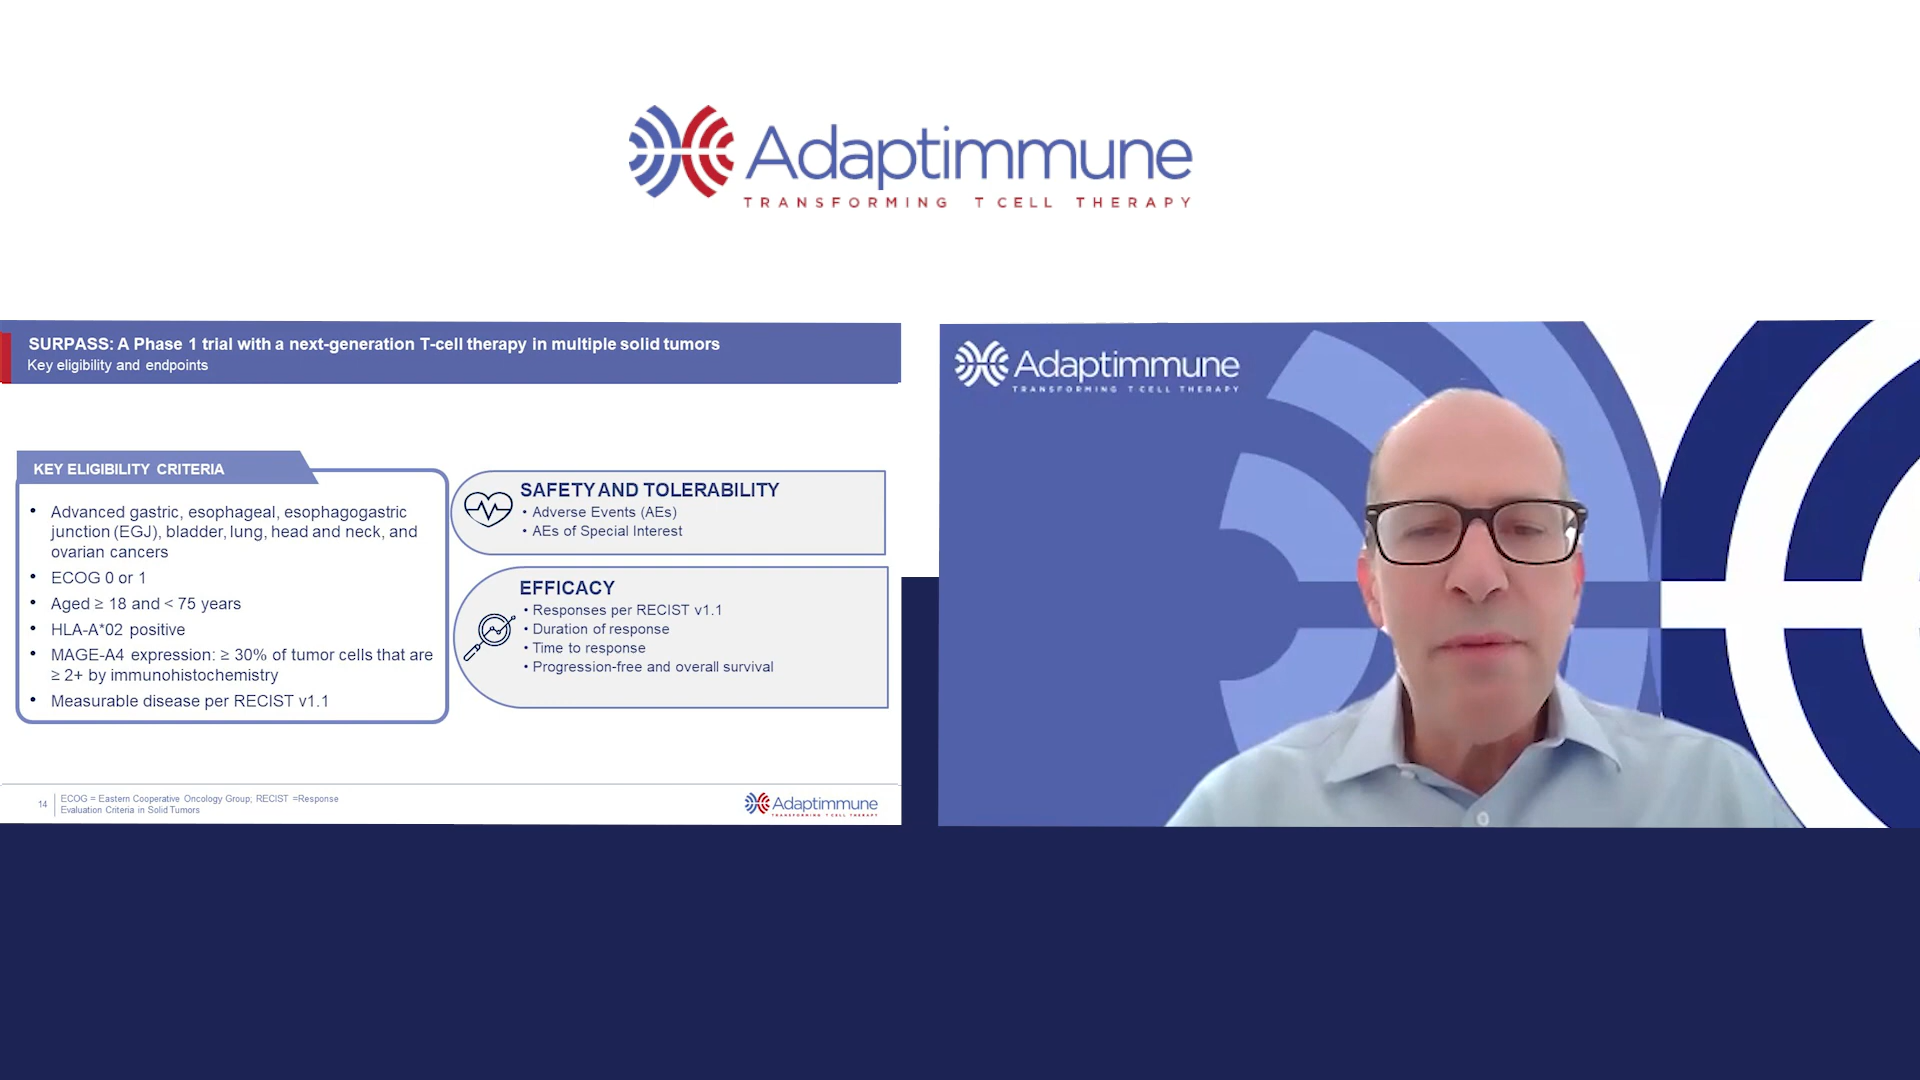 Adaptimmune
TRANSFORMING T CELL THERAPY
SURPASS: A Phase 1 trial with a next-generation T-cell therapy in multiple solid tumors
Key eligibility and endpoints
KEY ELIGIBILITY CRITERIA
• Advanced gastric, esophageal, esophagogastric
junction (EGJ), bladder, lung, head and neck, and
ovarian cancers
• ECOG 0 or 1
• Aged ≥ 18 and < 75 years
• HLA-A*02 positive
• MAGE-A4 expression: ≥ 30% of tumor cells that are
≥ 2+ by immunohistochemistry
• Measurable disease per RECIST v1.1
SAFETY AND TOLERABILITY
• Adverse Events (AEs)
• AEs of Special Interest
EFFICACY
• Responses per RECIST v1.1
• Duration of response
• Time to response
• Progression-free and overall survival
14
ECOG = Eastern Cooperative Oncology Group; RECIST =Response
Evaluation Criteria in Solid Tumors
Adaptimmune
TRANSFORMING T CELL THERAPY
Adaptimmune
TRANSFORMING T CELL THERAPY